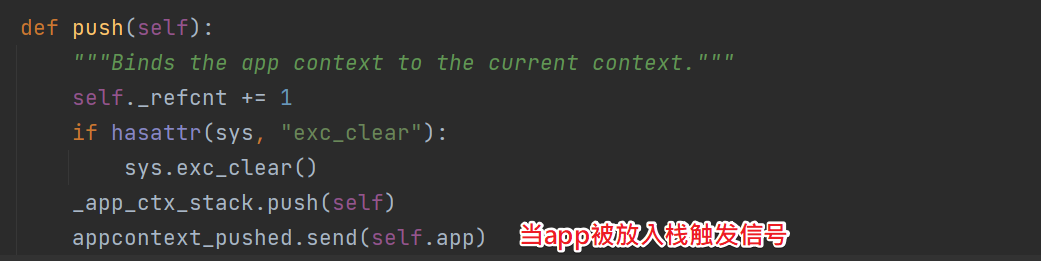 def push(self):
"""Binds the app context to the current context."""
self._refcnt += 1
if hasattr(sys, "exc_clear"):
sys.exc_clear()
_app_ctx_stack.push(self)
appcontext_pushed.send(self.app) 当app被放入栈触发信号